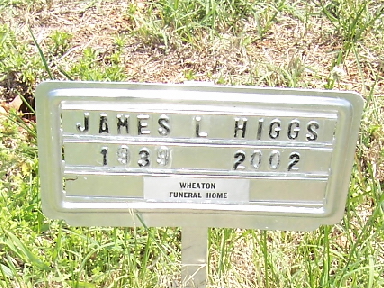 JAMES L HIGGS
1939 2002
WHEATON
FUNERAL HOME